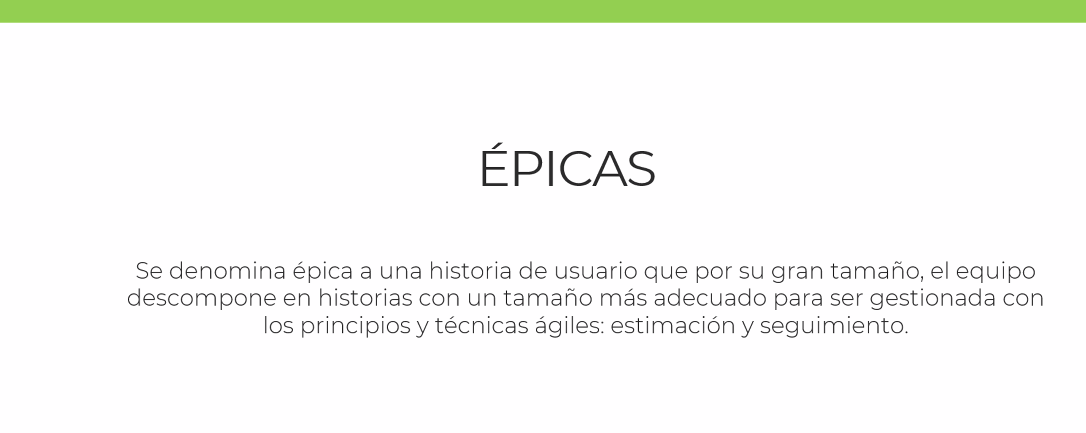 ÉPICAS
Se denomina épica a una historia de usuario que por su gran tamaño, el equipo
descompone en historias con un tamaño más adecuado para ser gestionada con
los principios y técnicas ágiles: estimación y seguimiento.